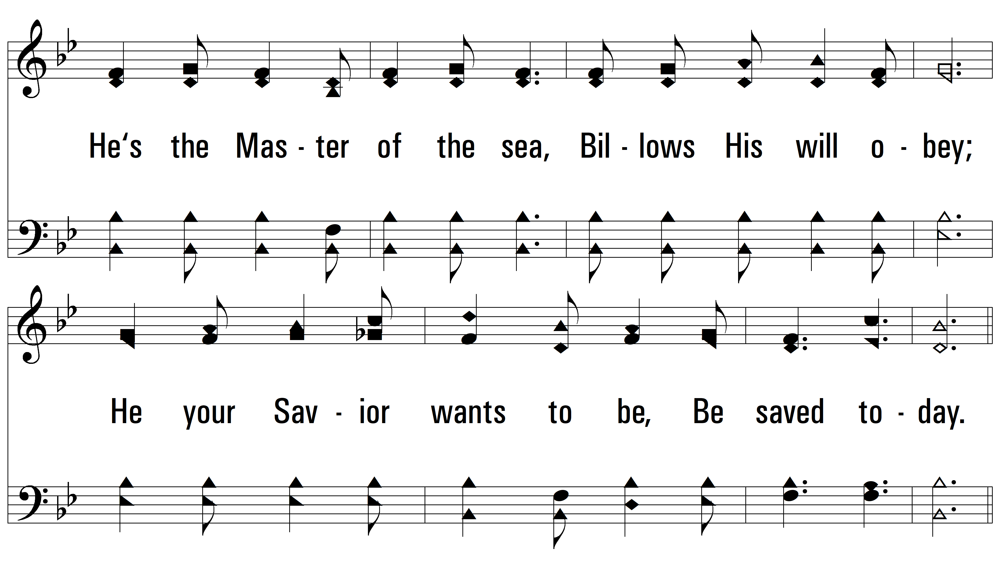 He‘s the Mas - ter of the sea, Bil - lows His will o - bey;
He your Sav - ior wants to be, Be saved to - day.